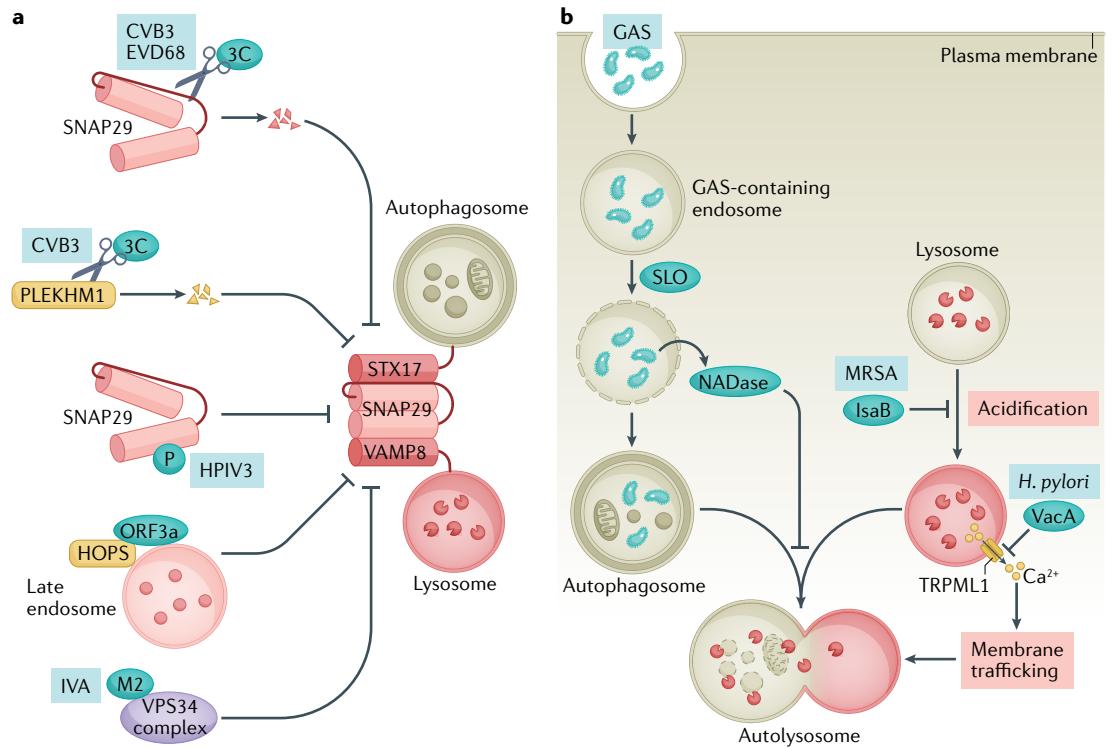 a
CVB3
EVD68
3C
SNAP29
CVB3
3C
PLEKHM1
SNAP29
P
HPIV3
ORF3a
HOPS
Late
endosome
IVA
M2
VPS34
complex
Autophagosome
STX17
SNAP29
VAMP8
Lysosome
b
GAS
Plasma membrane
GAS-containing
endosome
SLO
NADase
Autophagosome
Lysosome
MRSA
IsaB
Acidification
H. pylori
VacA
TRPML1
Ca²⁺
Membrane
trafficking
Autolysosome